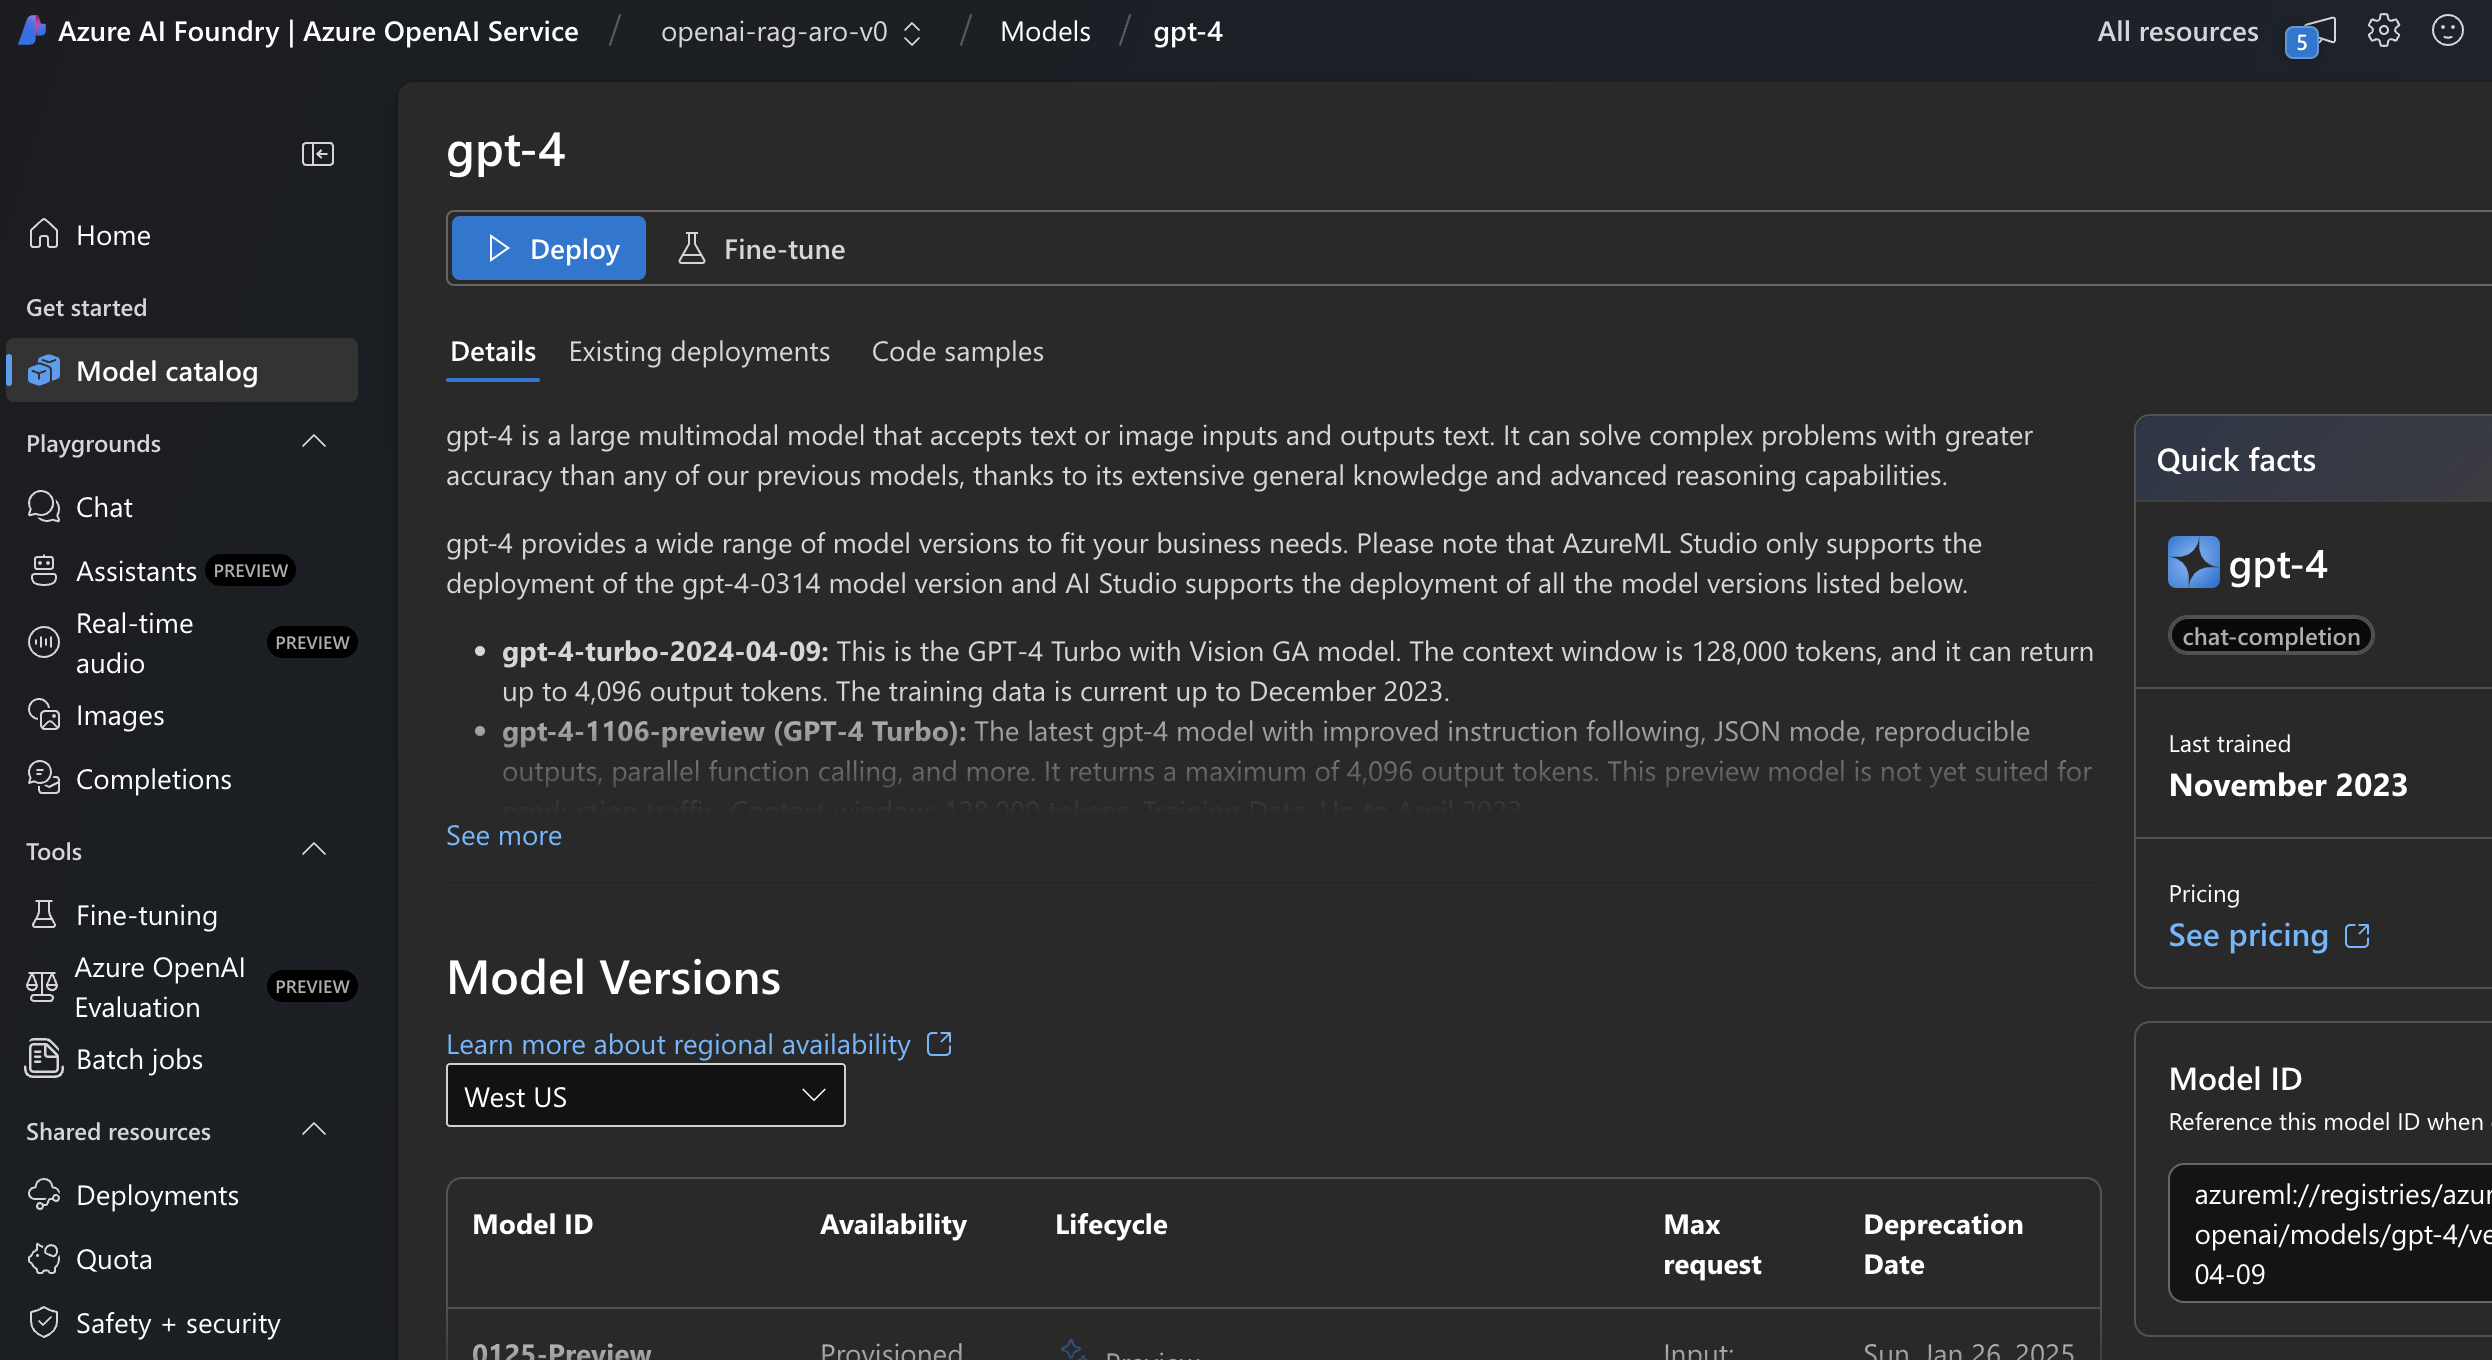 Azure AI Foundry | Azure OpenAI Service / openai-rag-aro-v0 / Models / gpt-4
All resources
5
Home
Get started
Model catalog
Playgrounds
Chat
Assistants PREVIEW
Real-time
audio
PREVIEW
Images
Completions
Tools
Fine-tuning
Azure OpenAI
Evaluation
PREVIEW
Batch jobs
Shared resources
Deployments
Quota
Safety + security
gpt-4
Deploy
Fine-tune
Details
Existing deployments
Code samples
gpt-4 is a large multimodal model that accepts text or image inputs and outputs text. It can solve complex problems with greater
accuracy than any of our previous models, thanks to its extensive general knowledge and advanced reasoning capabilities.
gpt-4 provides a wide range of model versions to fit your business needs. Please note that AzureML Studio only supports the
deployment of the gpt-4-0314 model version and AI Studio supports the deployment of all the model versions listed below.
• gpt-4-turbo-2024-04-09: This is the GPT-4 Turbo with Vision GA model. The context window is 128,000 tokens, and it can return
up to 4,096 output tokens. The training data is current up to December 2023.
• gpt-4-1106-preview (GPT-4 Turbo): The latest gpt-4 model with improved instruction following, JSON mode, reproducible
outputs, parallel function calling, and more. It returns a maximum of 4,096 output tokens. This preview model is not yet suited for
production traffic. Context window: 128,000 tokens. Training Data: Up to April 2023.
See more
Model Versions
Learn more about regional availability
West US
Model ID
Availability
Lifecycle
Max
request
Deprecation
Date
0125-Preview
Provisioned
Preview
Input:
Sun, Jan 26, 2025
Quick facts
gpt-4
chat-completion
Last trained
November 2023
Pricing
See pricing
Model ID
Reference this model ID when
azureml://registries/azur
openai/models/gpt-4/ve
04-09